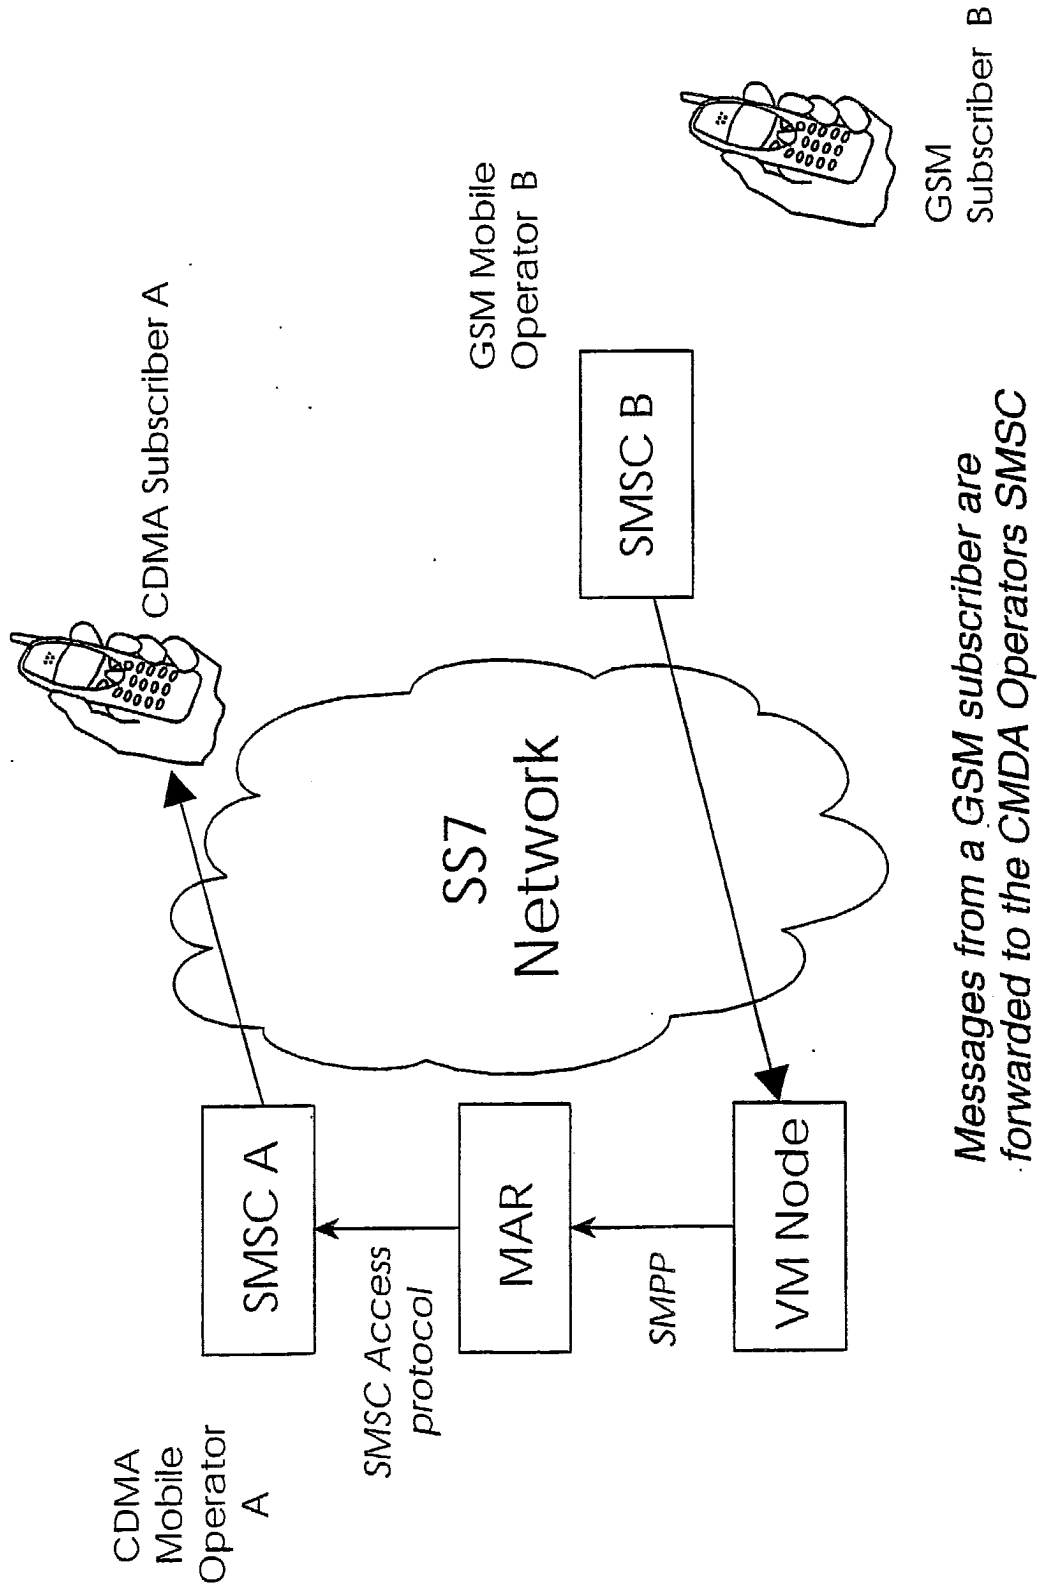 CDMA
Mobile
Operator
A
SMSC A
CDMA Subscriber A
SMSC Access
protocol
MAR
SS7
Network
GSM Mobile
Operator B
SMPP
SMSC B
VM Node
GSM
Subscriber B
Messages from a GSM subscriber are
forwarded to the CMDA Operators SMSC